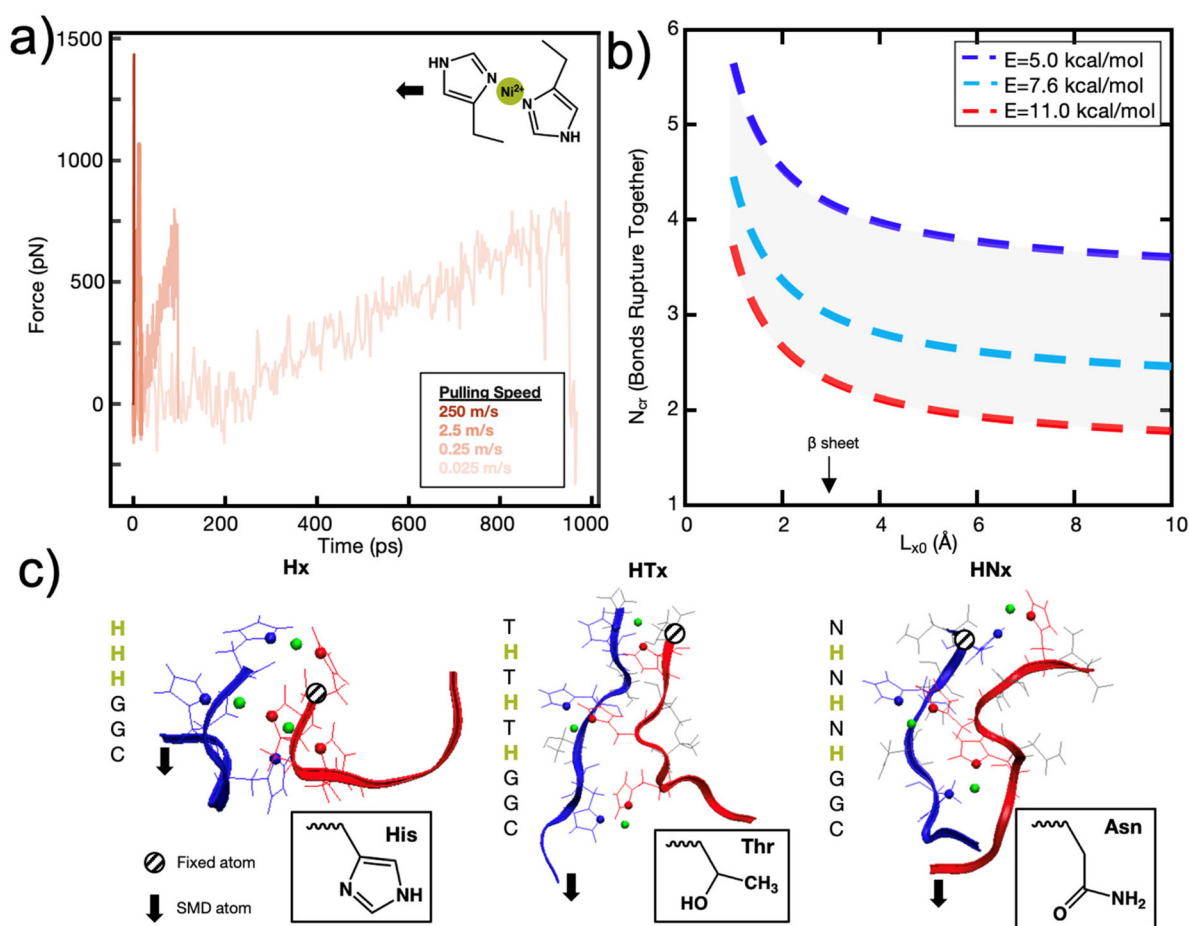 a)
1500
1000
500
0
Force (pN)
0
200
400
600
800
1000
Time (ps)
HN
N
Ni2+
N
NH
Pulling Speed
250 m/s
2.5 m/s
0.25 m/s
0.025 m/s
b)
6
5
4
3
2
1
Ncr (Bonds Rupture Together)
E=5.0 kcal/mol
E=7.6 kcal/mol
E=11.0 kcal/mol
β sheet
0
2
4
6
8
10
Lx0 (Å)
c)
Hx
H
H
H
G
G
C
Fixed atom
SMD atom
His
N
NH
HTx
T
H
T
H
T
H
G
G
C
Thr
HO
CH3
HNx
N
H
N
H
N
H
G
G
C
Asn
O
NH2